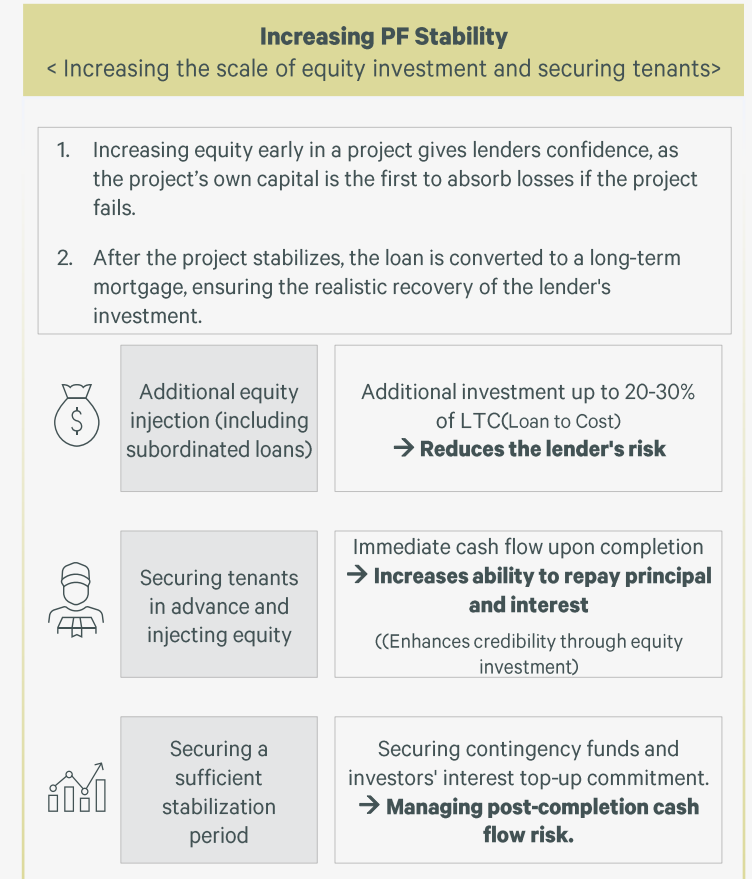 Increasing PF Stability
< Increasing the scale of equity investment and securing tenants>
1. Increasing equity early in a project gives lenders confidence, as
the project's own capital is the first to absorb losses if the project
fails.
2. After the project stabilizes, the loan is converted to a long-term
mortgage, ensuring the realistic recovery of the lender's
investment.
$
Additional equity
injection (including
subordinated loans)
Additional investment up to 20-30%
of LTC(Loan to Cost)
→ Reduces the lender's risk
Securing tenants
in advance and
injecting equity
Immediate cash flow upon completion
→ Increases ability to repay principal
and interest
((Enhances credibility through equity
investment)
Securing a
sufficient
stabilization
period
Securing contingency funds and
investors' interest top-up commitment.
→ Managing post-completion cash
flow risk.